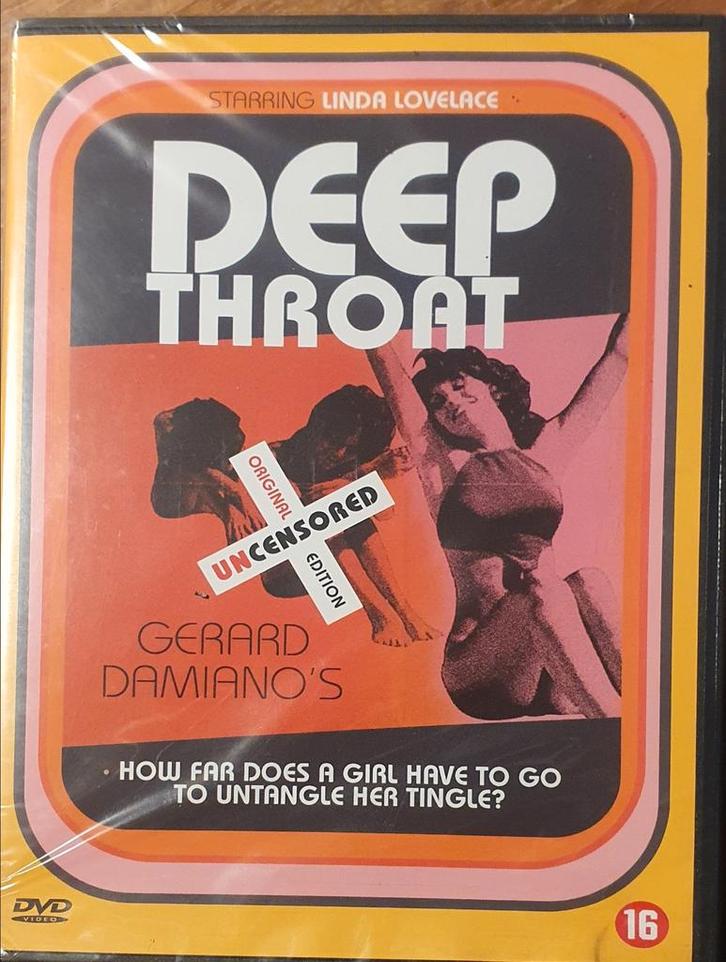 STARRING LINDA LOVELACE
DEEP
THROAT
ORIGINAL
UNCENSORED
EDITION
GERARD
DAMIANO'S
HOW FAR DOES A GIRL HAVE TO GO
TO UNTANGLE HER TINGLE?
DVD
VIDEO
16